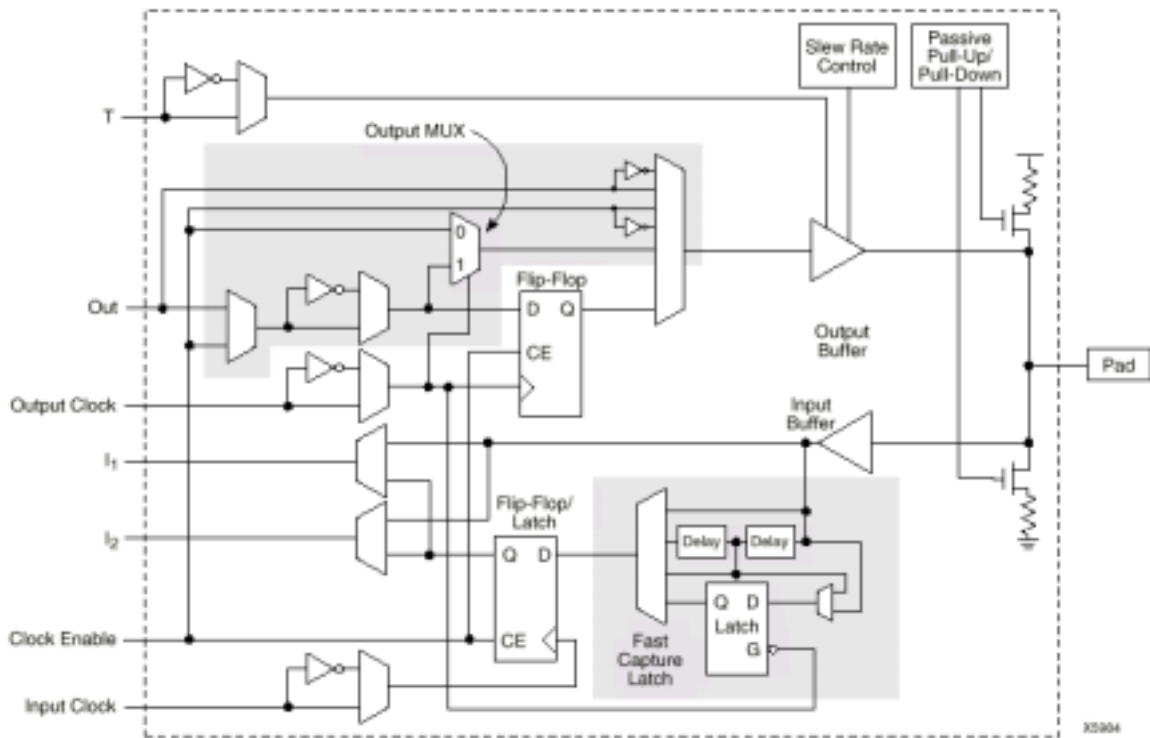 Slew Rate
Control
Passive
Pull-Up/
Pull-Down
T
Output MUX
0
1
Flip-Flop
D Q
CE
Out
Output
Buffer
Pad
Output Clock
Input
Buffer
I1
Flip-Flop/
Latch
I2
Delay
Delay
Q D
Q D
Latch
G
Clock Enable
CE
Fast
Capture
Latch
Input Clock
X5984